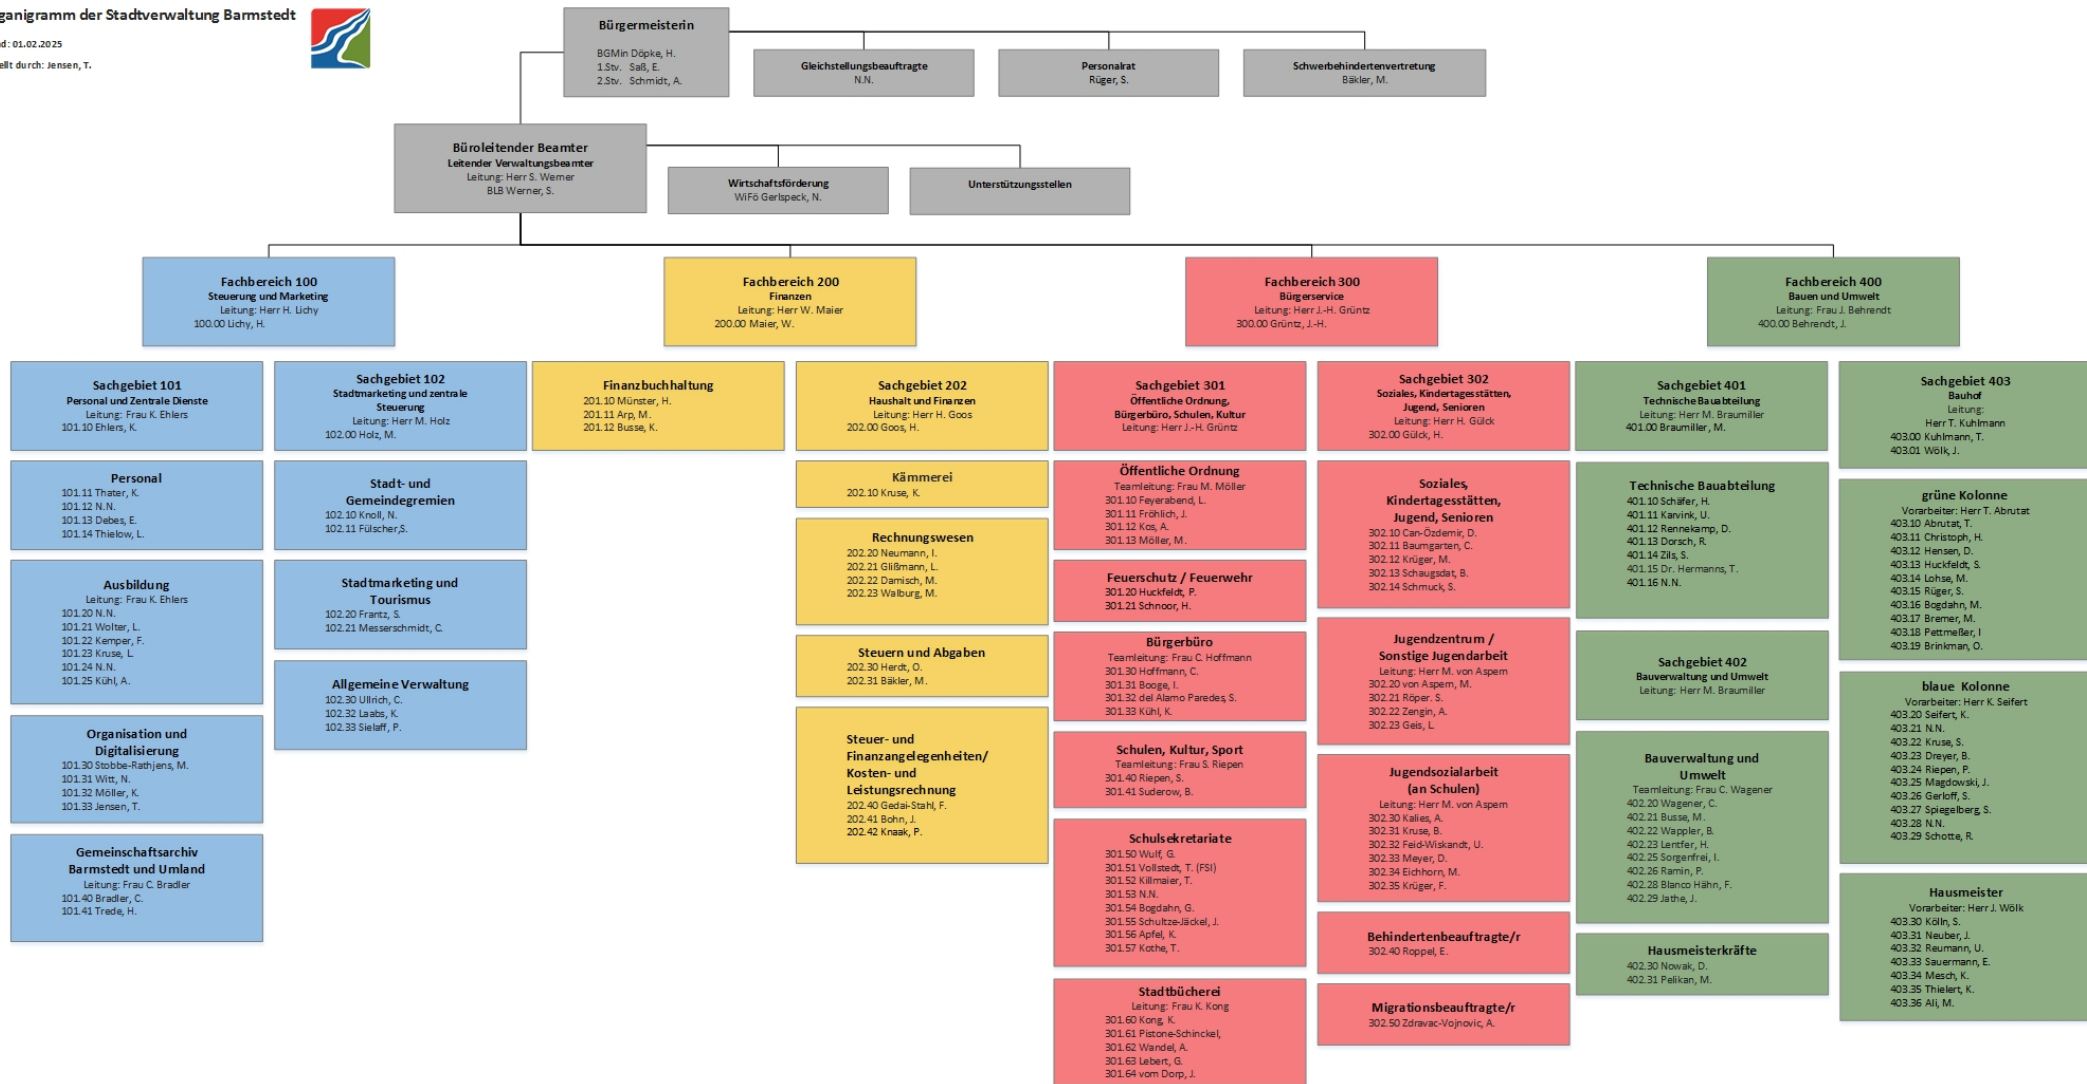 ganigramm der Stadtverwaltung Barmstedt
d: 01.02.2025
ellt durch: Jensen, T.
Bürgermeisterin
BGMin Döpke, H.
1.Stv. Saß, E.
2.Stv. Schmidt, A.
Gleichstellungsbeauftragte
N.N.
Personalrat
Rüger, S.
Schwerbehindertenvertretung
Bäkler, M.
Büroleitender Beamter
Leitender Verwaltungsbeamter
Leitung: Herr S. Werner
BLB Werner, S.
Wirtschaftsförderung
WiFö Gerlspeck, N.
Unterstützungsstellen
Fachbereich 100
Steuerung und Marketing
Leitung: Herr H. Lichy
100.00 Lichy, H.
Fachbereich 200
Finanzen
Leitung: Herr W. Maier
200.00 Maier, W.
Fachbereich 300
Bürgerservice
Leitung: Herr J.-H. Grüntz
300.00 Grüntz, J.-H.
Fachbereich 400
Bauen und Umwelt
Leitung: Frau J. Behrendt
400.00 Behrendt, J.
Sachgebiet 101
Personal und Zentrale Dienste
Leitung: Frau K. Ehlers
101.10 Ehlers, K.
Personal
101.11 Thater, K.
101.12 N.N.
101.13 Debes, E.
101.14 Thielow, L.
Ausbildung
Leitung: Frau K. Ehlers
101.20 N.N.
101.21 Wolter, L.
101.22 Kemper, F.
101.23 Kruse, L.
101.24 N.N.
101.25 Kühl, A.
Organisation und
Digitalisierung
101.30 Stobbe-Rathjens, M.
101.31 Witt, N.
101.32 Möller, K.
101.33 Jensen, T.
Gemeinschaftsarchiv
Barmstedt und Umland
Leitung: Frau C. Bradler
101.40 Bradler, C.
101.41 Trede, H.
Sachgebiet 102
Stadtmarketing und zentrale
Steuerung
Leitung: Herr M. Holz
102.00 Holz, M.
Stadt- und
Gemeindegremien
102.10 Knoll, N.
102.11 Fülscher,S.
Stadtmarketing und
Tourismus
102.20 Frantz, S.
102.21 Messerschmidt, C.
Allgemeine Verwaltung
102.30 Ullrich, C.
102.32 Laabs, K.
102.33 Sielaff, P.
Finanzbuchhaltung
201.10 Münster, H.
201.11 Arp, M.
201.12 Busse, K.
Sachgebiet 202
Haushalt und Finanzen
Leitung: Herr H. Goos
202.00 Goos, H.
Kämmerei
202.10 Kruse, K.
Rechnungswesen
202.20 Neumann, I.
202.21 Glißmann, L.
202.22 Damisch, M.
202.23 Walburg, M.
Steuern und Abgaben
202.30 Herdt, O.
202.31 Bäkler, M.
Steuer- und
Finanzangelegenheiten/
Kosten- und
Leistungsrechnung
202.40 Gedai-Stahl, F.
202.41 Bohn, J.
202.42 Knaak, P.
Sachgebiet 301
Öffentliche Ordnung,
Bürgerbüro, Schulen, Kultur
Leitung: Herr J.-H. Grüntz
Öffentliche Ordnung
Teamleitung: Frau M. Möller
301.10 Feyerabend, L.
301.11 Fröhlich, J.
301.12 Kos, A.
301.13 Möller, M.
Feuerschutz / Feuerwehr
301.20 Huckfeldt, P.
301.21 Schnoor, H.
Bürgerbüro
Teamleitung: Frau C. Hoffmann
301.30 Hoffmann, C.
301.31 Booge, I.
301.32 del Alamo Paredes, S.
301.33 Kühl, K.
Schulen, Kultur, Sport
Teamleitung: Frau S. Riepen
301.40 Riepen, S.
301.41 Suderow, B.
Schulsekretariate
301.50 Wulf, G.
301.51 Vollstedt, T. (FSI)
301.52 Killmaier, T.
301.53 N.N.
301.54 Bogdahn, G.
301.55 Schultze-Jäckel, J.
301.56 Apfel, K.
301.57 Kothe, T.
Stadtbücherei
Leitung: Frau K. Kong
301.60 Kong, K.
301.61 Pistone-Schinckel,
301.62 Wandel, A.
301.63 Lebert, G.
301.64 vom Dorp, J.
Sachgebiet 302
Soziales, Kindertagesstätten,
Jugend, Senioren
Leitung: Herr H. Gülck
302.00 Gülck, H.
Soziales,
Kindertagesstätten,
Jugend, Senioren
302.10 Can-Özdemir, D.
302.11 Baumgarten, C.
302.12 Krüger, M.
302.13 Schaugsdat, B.
302.14 Schmuck, S.
Jugendzentrum /
Sonstige Jugendarbeit
Leitung: Herr M. von Aspern
302.20 von Aspern, M.
302.21 Röper. S.
302.22 Zengin, A.
302.23 Geis, L.
Jugendsozialarbeit
(an Schulen)
Leitung: Herr M. von Aspern
302.30 Kalies, A.
302.31 Kruse, B.
302.32 Feid-Wiskandt, U.
302.33 Meyer, D.
302.34 Eichhorn, M.
302.35 Krüger, F.
Behindertenbeauftragte/r
302.40 Roppel, E.
Migrationsbeauftragte/r
302.50 Zdravac-Vojnovic, A.
Sachgebiet 401
Technische Bauabteilung
Leitung: Herr M. Braumiller
401.00 Braumiller, M.
Technische Bauabteilung
401.10 Schäfer, H.
401.11 Karvink, U.
401.12 Rennekamp, D.
401.13 Dorsch, R.
401.14 Zils, S.
401.15 Dr. Hermanns, T.
401.16 N.N.
Sachgebiet 402
Bauverwaltung und Umwelt
Leitung: Herr M. Braumiller
Bauverwaltung und
Umwelt
Teamleitung: Frau C. Wagener
402.20 Wagener, C.
402.21 Busse, M.
402.22 Wappler, B.
402.23 Lentfer, H.
402.25 Sorgenfrei, I.
402.26 Ramin, P.
402.28 Blanco Hähn, F.
402.29 Jathe, J.
Hausmeisterkräfte
402.30 Nowak, D.
402.31 Pelikan, M.
Sachgebiet 403
Bauhof
Leitung:
Herr T. Kuhlmann
403.00 Kuhlmann, T.
403.01 Wölk, J.
grüne Kolonne
Vorarbeiter: Herr T. Abrutat
403.10 Abrutat, T.
403.11 Christoph, H.
403.12 Hensen, D.
403.13 Huckfeldt, S.
403.14 Lohse, M.
403.15 Rüger, S.
403.16 Bogdahn, M.
403.17 Bremer, M.
403.18 Pettmeßer, I
403.19 Brinkman, O.
blaue Kolonne
Vorarbeiter: Herr K. Seifert
403.20 Seifert, K.
403.21 N.N.
403.22 Kruse, S.
403.23 Dreyer, B.
403.24 Riepen, P.
403.25 Magdowski, J.
403.26 Gerloff, S.
403.27 Spiegelberg, S.
403.28 N.N.
403.29 Schotte, R.
Hausmeister
Vorarbeiter: Herr J. Wölk
403.30 Kölln, S.
403.31 Neuber, J.
403.32 Reumann, U.
403.33 Sauermann, E.
403.34 Mesch, K.
403.35 Thielert, K.
403.36 Ali, M.